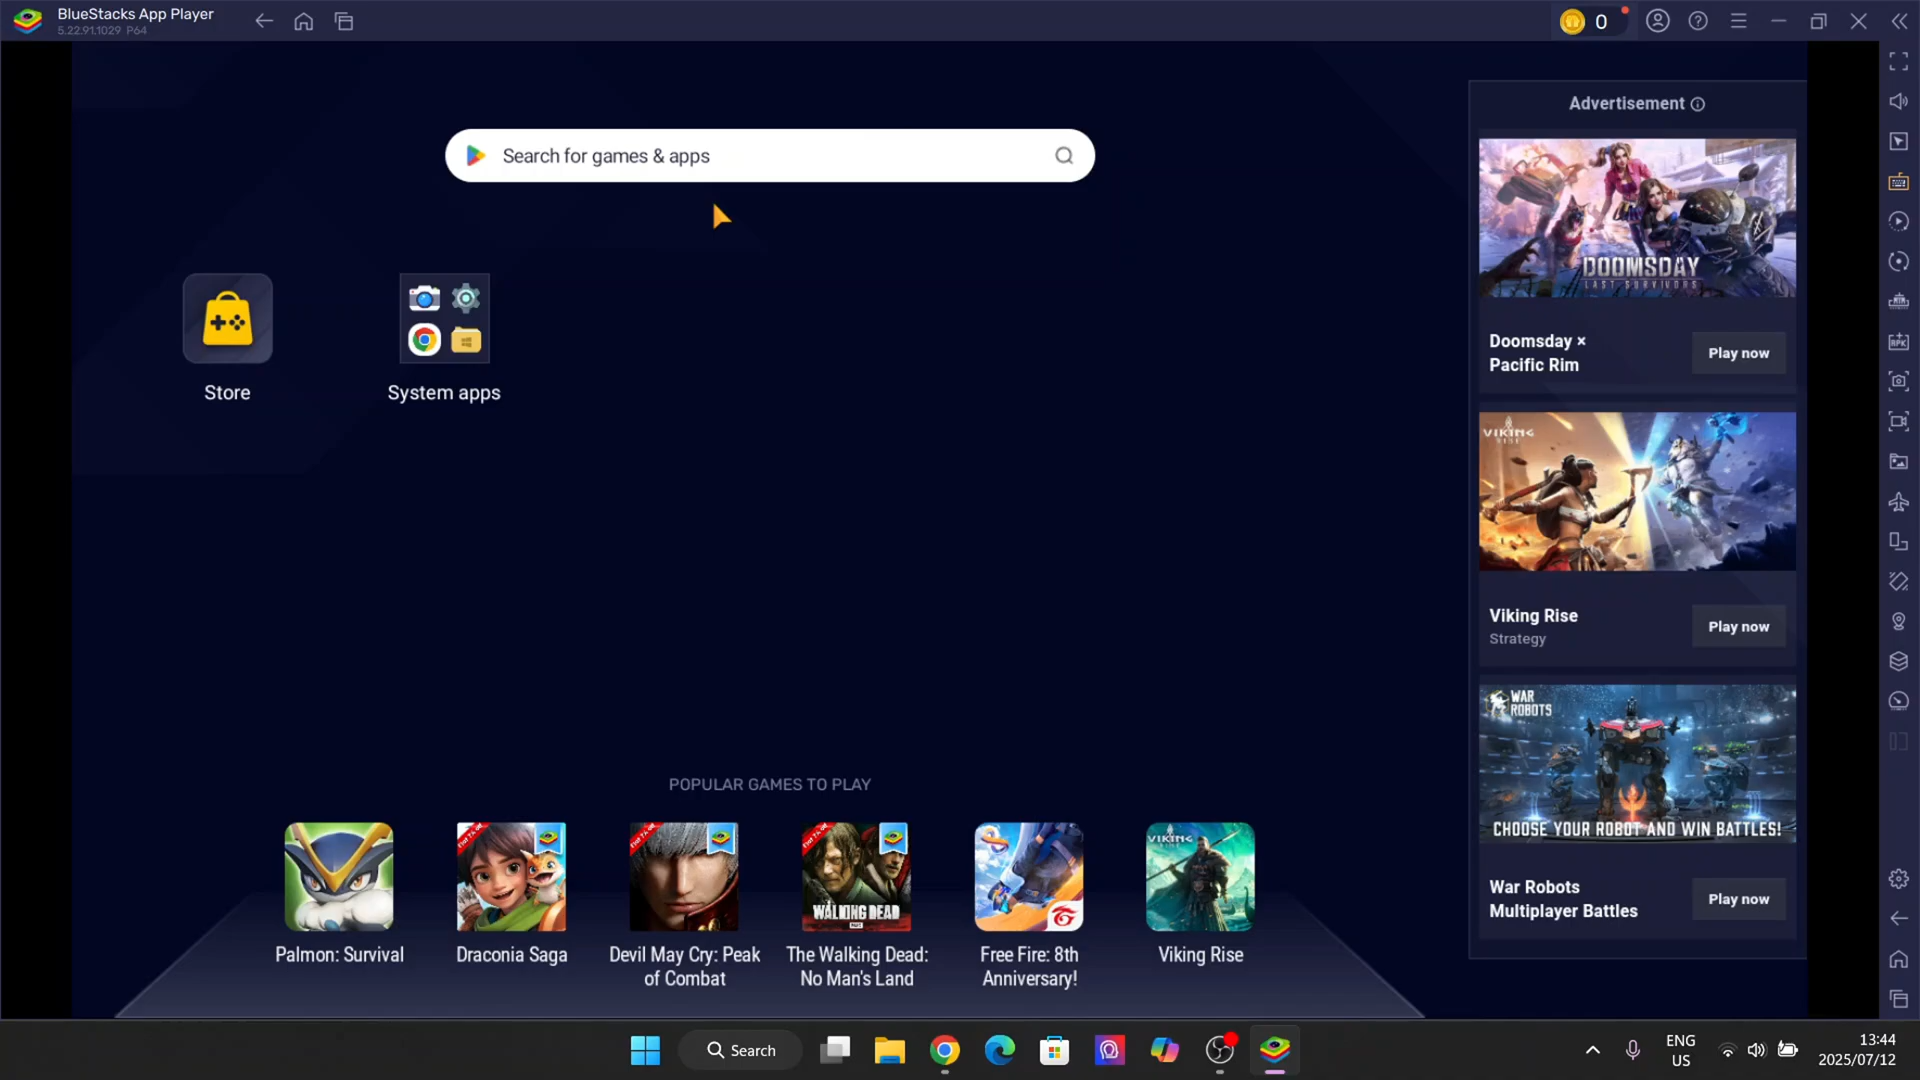 BlueStacks App Player
5.22.91.1029 P64
0
Search for games & apps
Store
System apps
Advertisement
DOOMSDAY
LAST SURVIVORS
Doomsday ×
Pacific Rim
Play now
VIKING
RISE
Viking Rise
Strategy
Play now
WAR
ROBOTS
CHOOSE YOUR ROBOT AND WIN BATTLES!
War Robots
Multiplayer Battles
Play now
POPULAR GAMES TO PLAY
WALKING DEAD
VIKING
Palmon: Survival
Draconia Saga
Devil May Cry: Peak
of Combat
The Walking Dead:
No Man's Land
Free Fire: 8th
Anniversary!
Viking Rise
Search
ENG
US
13:44
2025/07/12